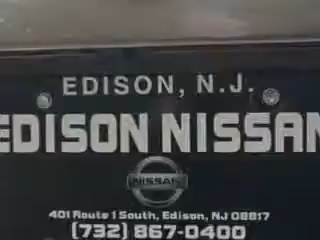 EDISON, N.J.
EDISON NISSAN
NISSAN
401 Route 1 South, Edison, NJ 08817
(732) 867-0400